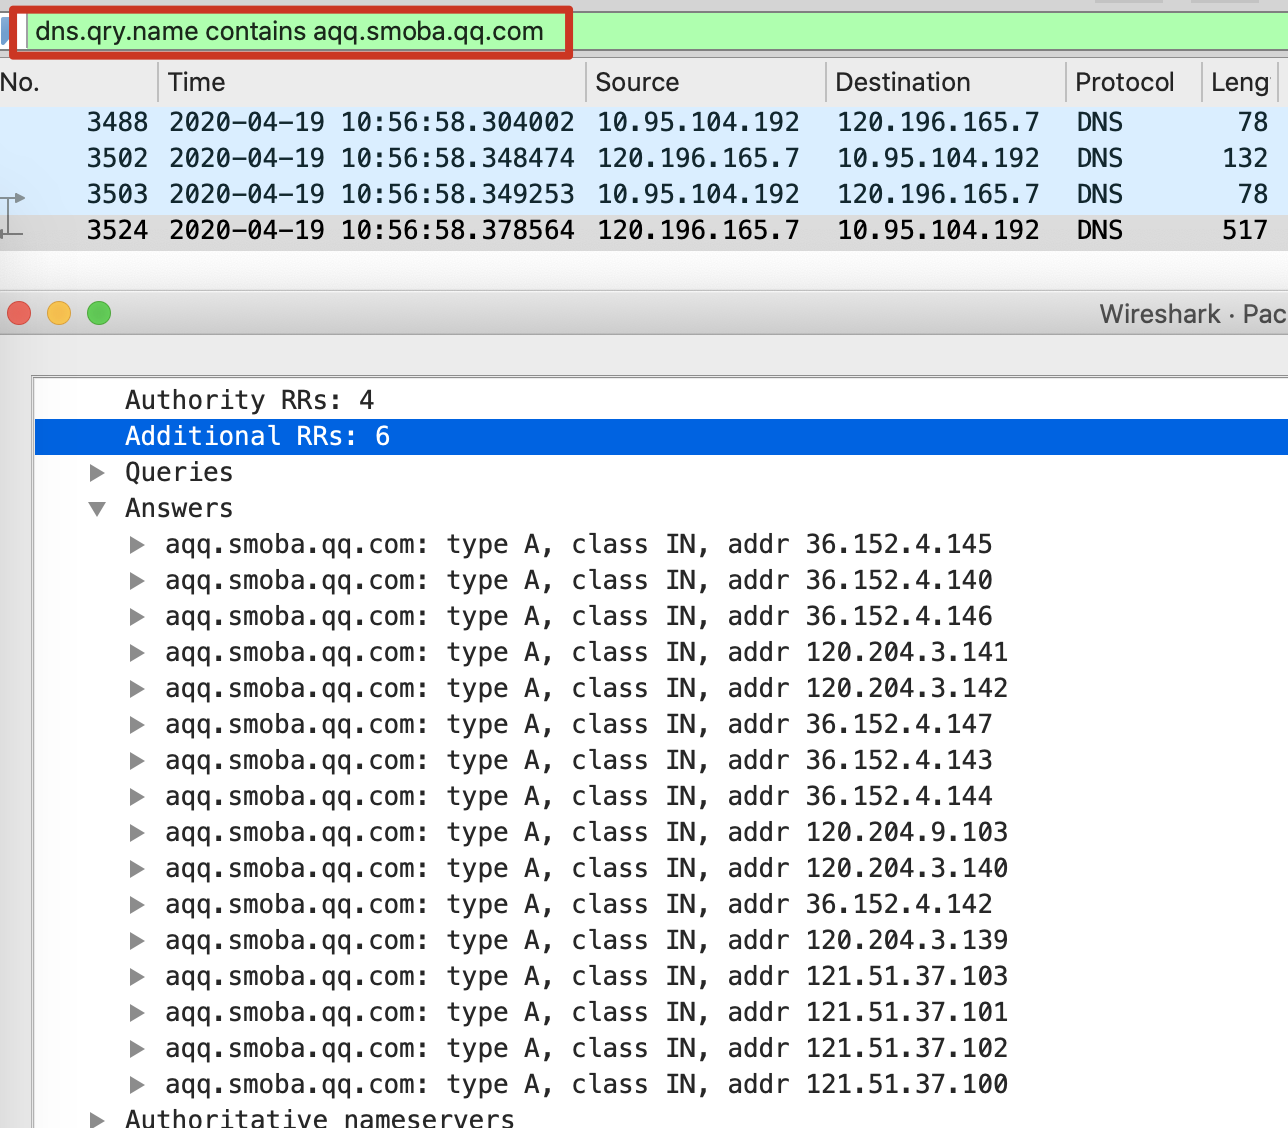 dns.qry.name contains aqq.smoba.qq.com
No. Time Source Destination Protocol Leng
3488 2020-04-19 10:56:58.304002 10.95.104.192 120.196.165.7 DNS 78
3502 2020-04-19 10:56:58.348474 120.196.165.7 10.95.104.192 DNS 132
3503 2020-04-19 10:56:58.349253 10.95.104.192 120.196.165.7 DNS 78
3524 2020-04-19 10:56:58.378564 120.196.165.7 10.95.104.192 DNS 517
Wireshark · Pac
Authority RRs: 4
Additional RRs: 6
Queries
Answers
aqq.smoba.qq.com: type A, class IN, addr 36.152.4.145
aqq.smoba.qq.com: type A, class IN, addr 36.152.4.140
aqq.smoba.qq.com: type A, class IN, addr 36.152.4.146
aqq.smoba.qq.com: type A, class IN, addr 120.204.3.141
aqq.smoba.qq.com: type A, class IN, addr 120.204.3.142
aqq.smoba.qq.com: type A, class IN, addr 36.152.4.147
aqq.smoba.qq.com: type A, class IN, addr 36.152.4.143
aqq.smoba.qq.com: type A, class IN, addr 36.152.4.144
aqq.smoba.qq.com: type A, class IN, addr 120.204.9.103
aqq.smoba.qq.com: type A, class IN, addr 120.204.3.140
aqq.smoba.qq.com: type A, class IN, addr 36.152.4.142
aqq.smoba.qq.com: type A, class IN, addr 120.204.3.139
aqq.smoba.qq.com: type A, class IN, addr 121.51.37.103
aqq.smoba.qq.com: type A, class IN, addr 121.51.37.101
aqq.smoba.qq.com: type A, class IN, addr 121.51.37.102
aqq.smoba.qq.com: type A, class IN, addr 121.51.37.100
Authoritative nameservers